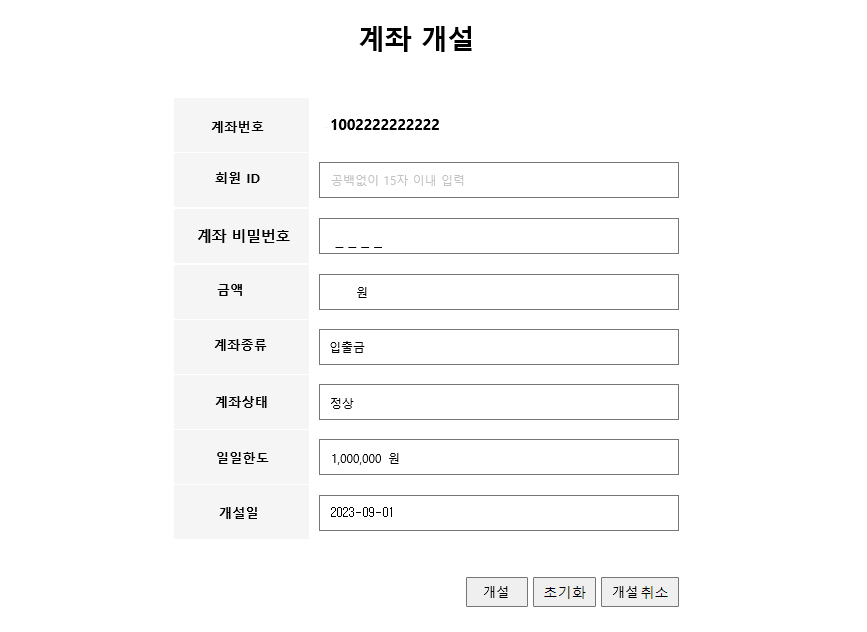 계좌 개설
계좌번호 1002222222222
회원 ID 공백없이 15자 이내 입력
계좌 비밀번호 _ _ _ _
금액 원
계좌종류 입출금
계좌상태 정상
일일한도 1,000,000 원
개설일 2023-09-01
개설 초기화 개설 취소